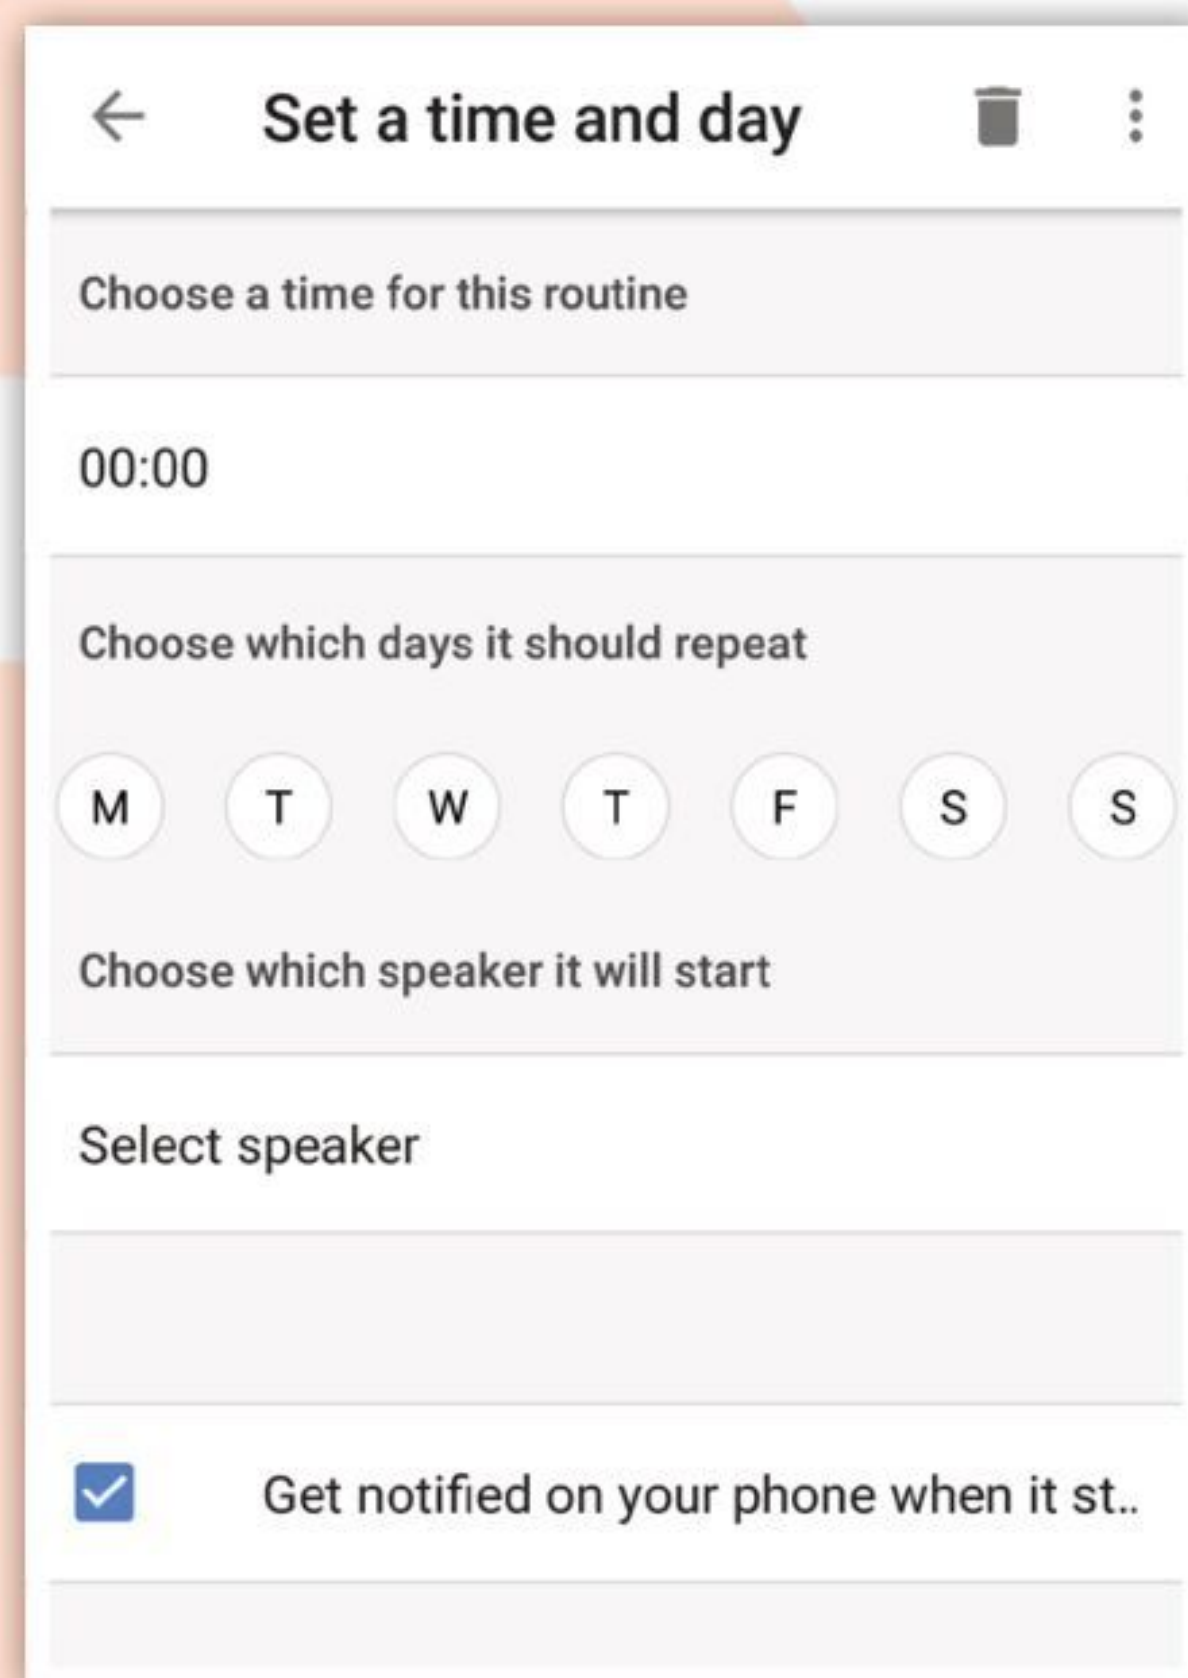 Set a time and day
Choose a time for this routine
00:00
Choose which days it should repeat
M T W T F S S
Choose which speaker it will start
Select speaker
Get notified on your phone when it st..